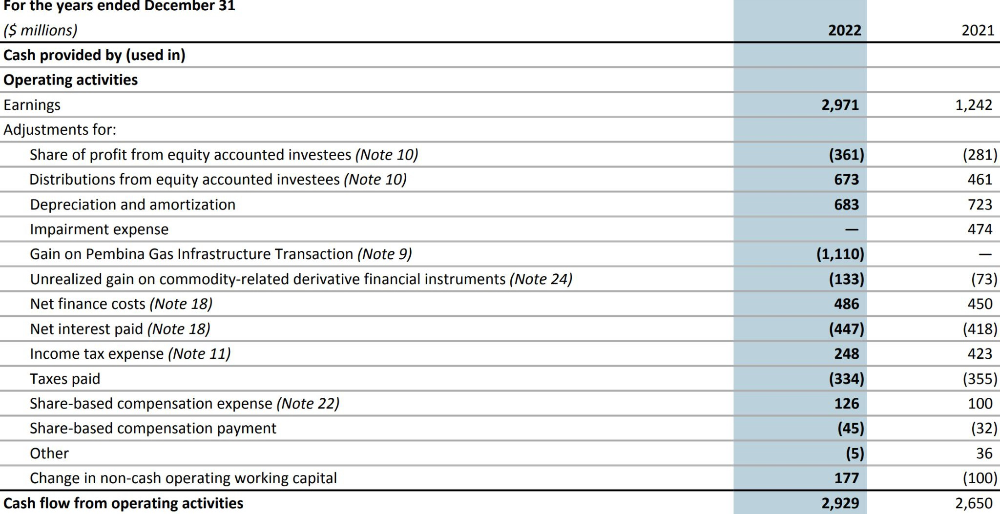 For the years ended December 31
($ millions) 2022 2021
Cash provided by (used in)
Operating activities
Earnings 2,971 1,242
Adjustments for:
Share of profit from equity accounted investees (Note 10) (361) (281)
Distributions from equity accounted investees (Note 10) 673 461
Depreciation and amortization 683 723
Impairment expense — 474
Gain on Pembina Gas Infrastructure Transaction (Note 9) (1,110) —
Unrealized gain on commodity-related derivative financial instruments (Note 24) (133) (73)
Net finance costs (Note 18) 486 450
Net interest paid (Note 18) (447) (418)
Income tax expense (Note 11) 248 423
Taxes paid (334) (355)
Share-based compensation expense (Note 22) 126 100
Share-based compensation payment (45) (32)
Other (5) 36
Change in non-cash operating working capital 177 (100)
Cash flow from operating activities 2,929 2,650